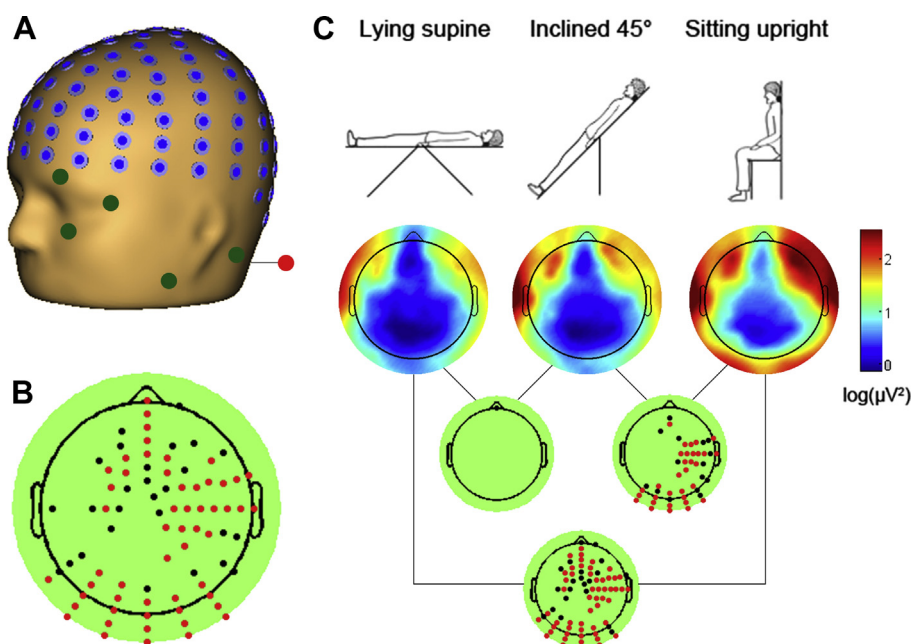 A
C
Lying supine
Inclined 45°
Sitting upright
2
1
0
log(µV²)
B